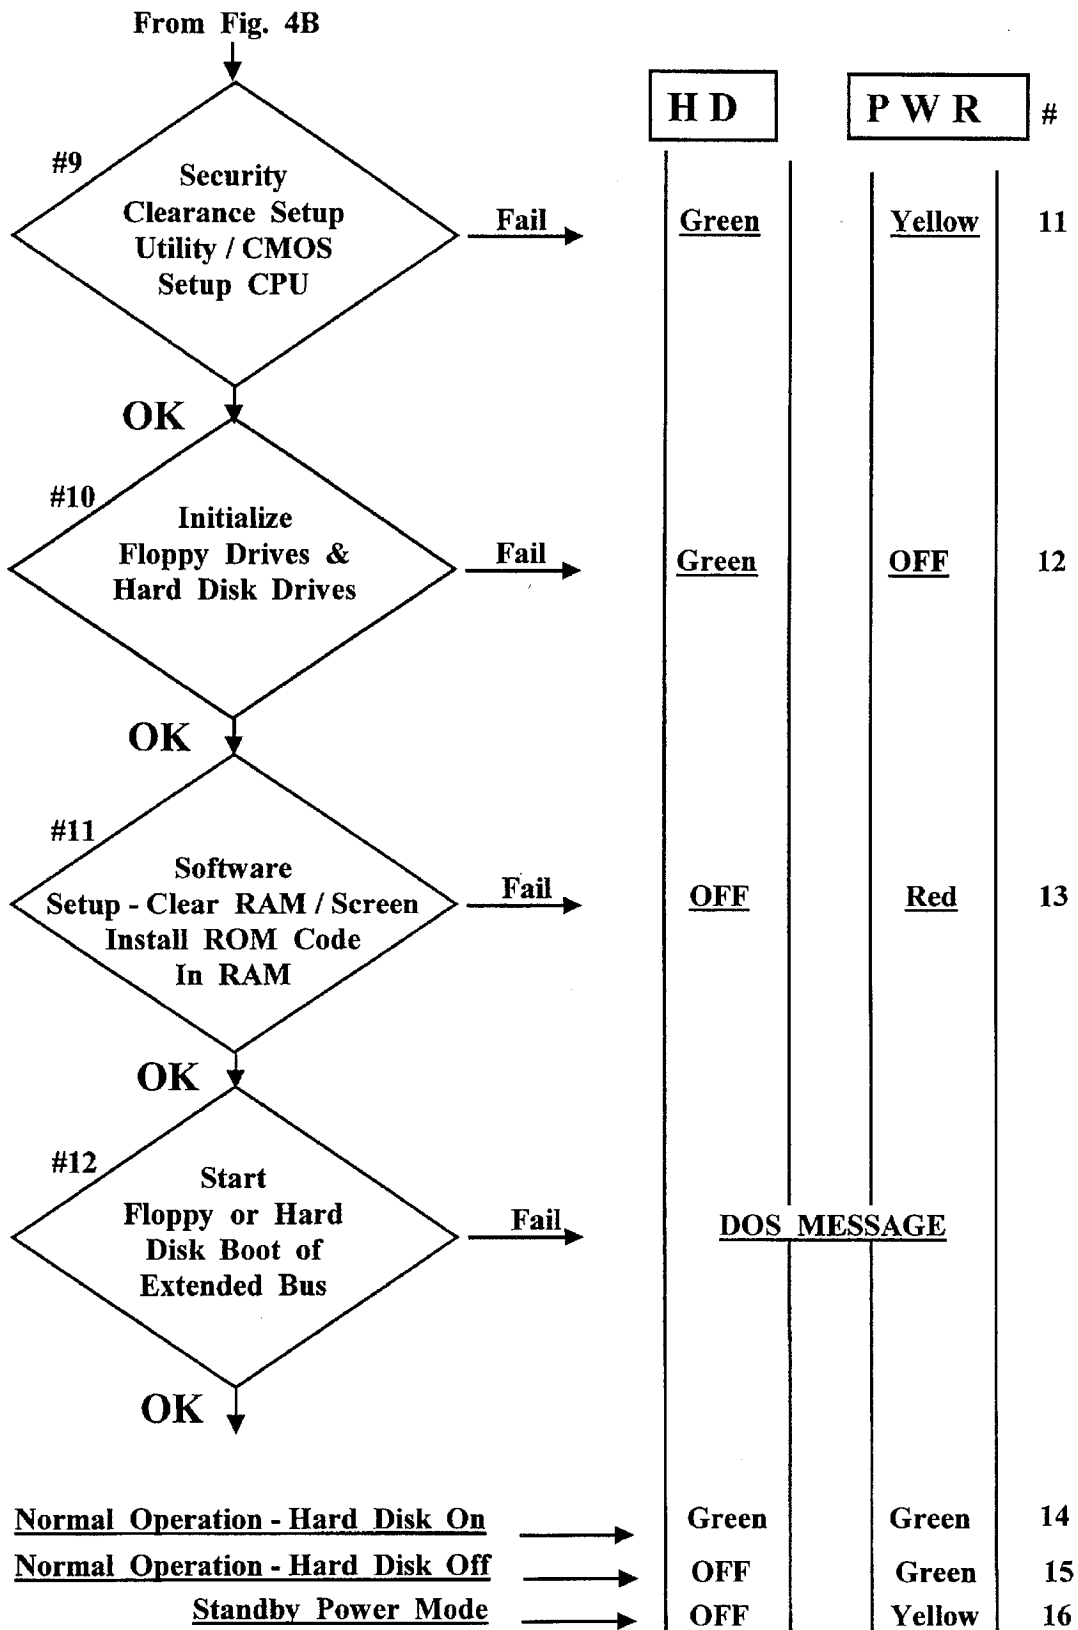 From Fig. 4B
H D
P W R
#
#9
Security
Clearance Setup
Utility / CMOS
Setup CPU
Fail
Green
Yellow
11
OK
#10
Initialize
Floppy Drives &
Hard Disk Drives
Fail
Green
OFF
12
OK
#11
Software
Setup - Clear RAM / Screen
Install ROM Code
In RAM
Fail
OFF
Red
13
OK
#12
Start
Floppy or Hard
Disk Boot of
Extended Bus
Fail
DOS MESSAGE
OK
Normal Operation - Hard Disk On
Green
Green
14
Normal Operation - Hard Disk Off
OFF
Green
15
Standby Power Mode
OFF
Yellow
16